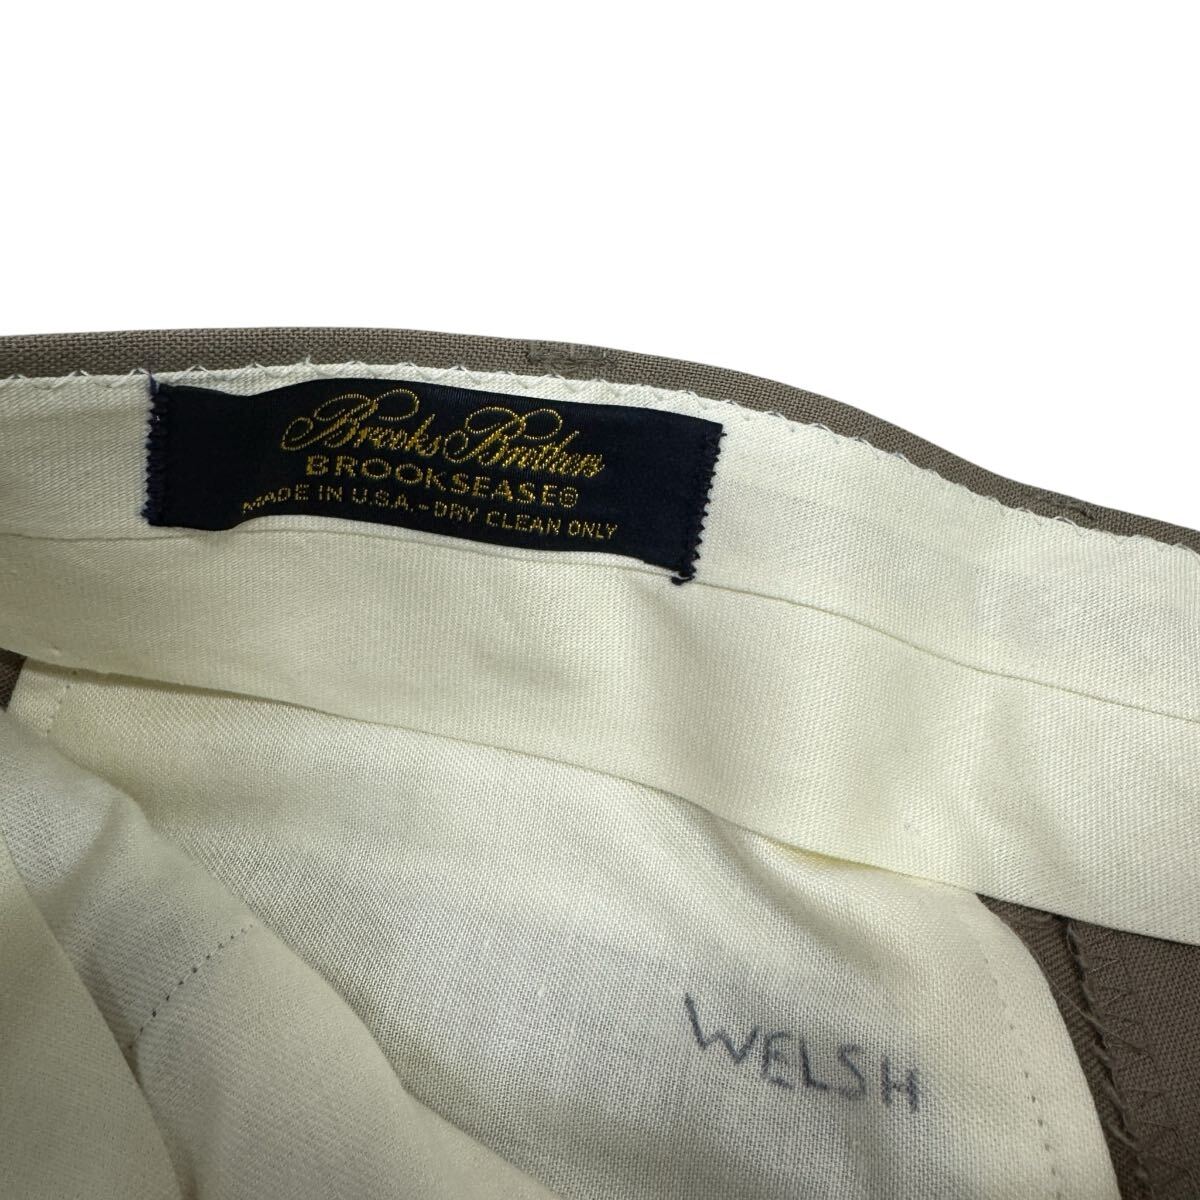 Brooks Brothers
BROOKSEASE®
MADE IN U.S.A. - DRY CLEAN ONLY
WELSH